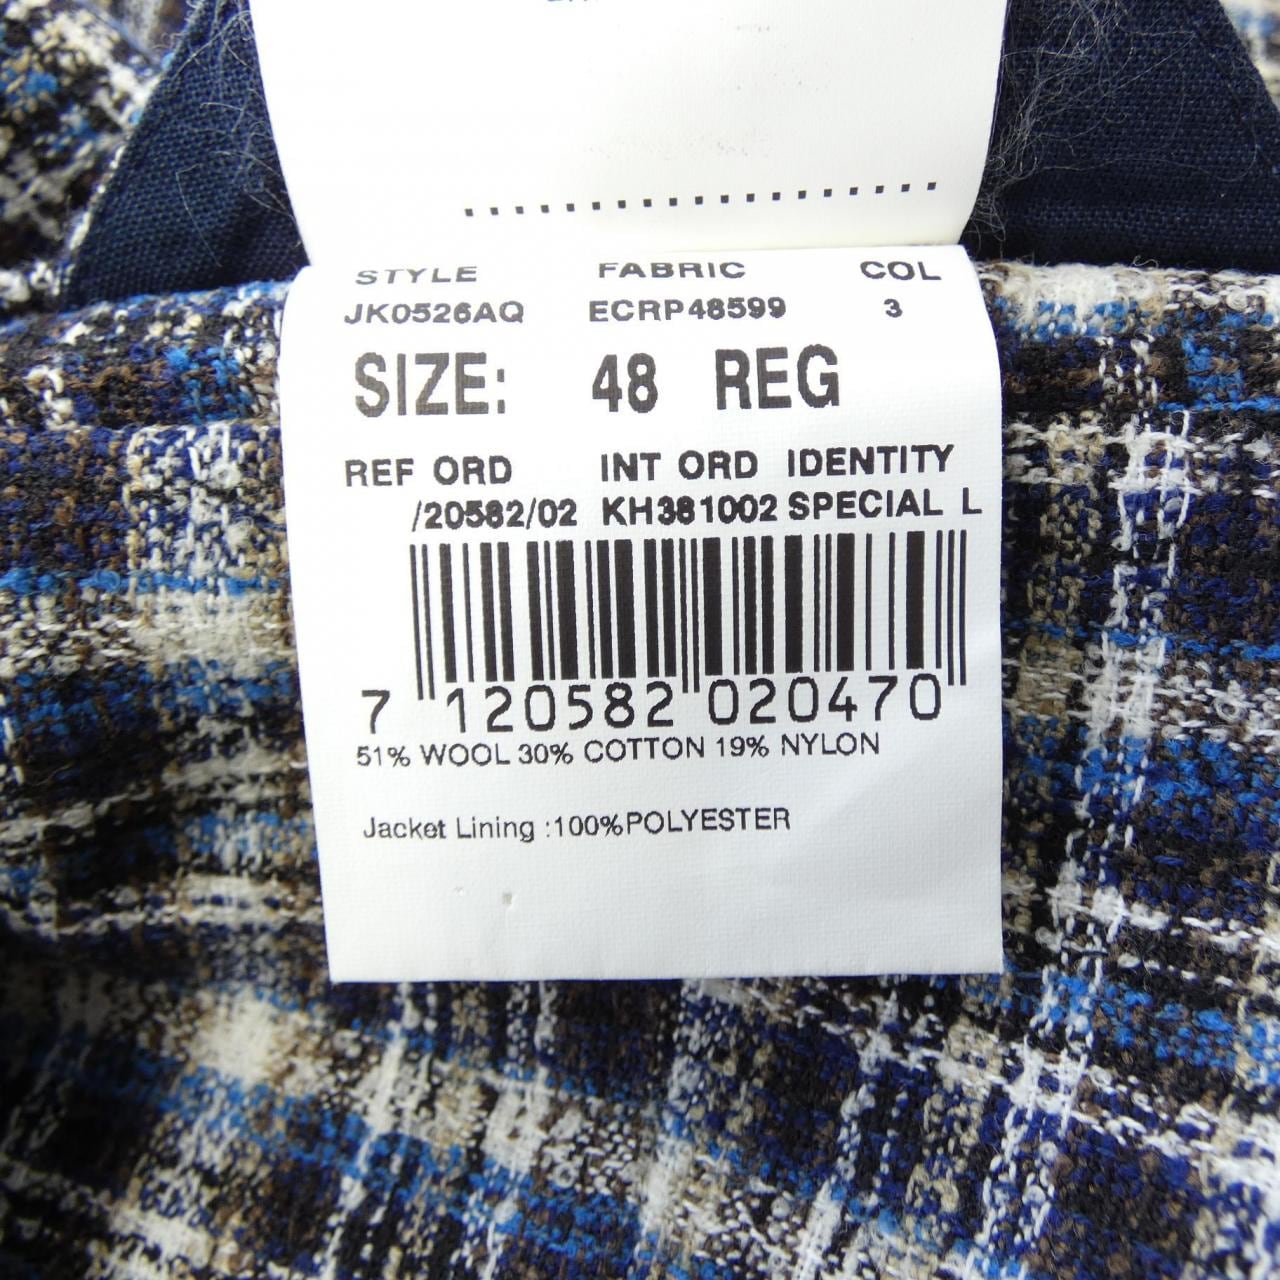 STYLE FABRIC COL
JK0526AQ ECRP48599 3
SIZE: 48 REG
REF ORD INT ORD IDENTITY
/20582/02 KH381002 SPECIAL L
7 120582 020470
51% WOOL 30% COTTON 19% NYLON
Jacket Lining :100%POLYESTER